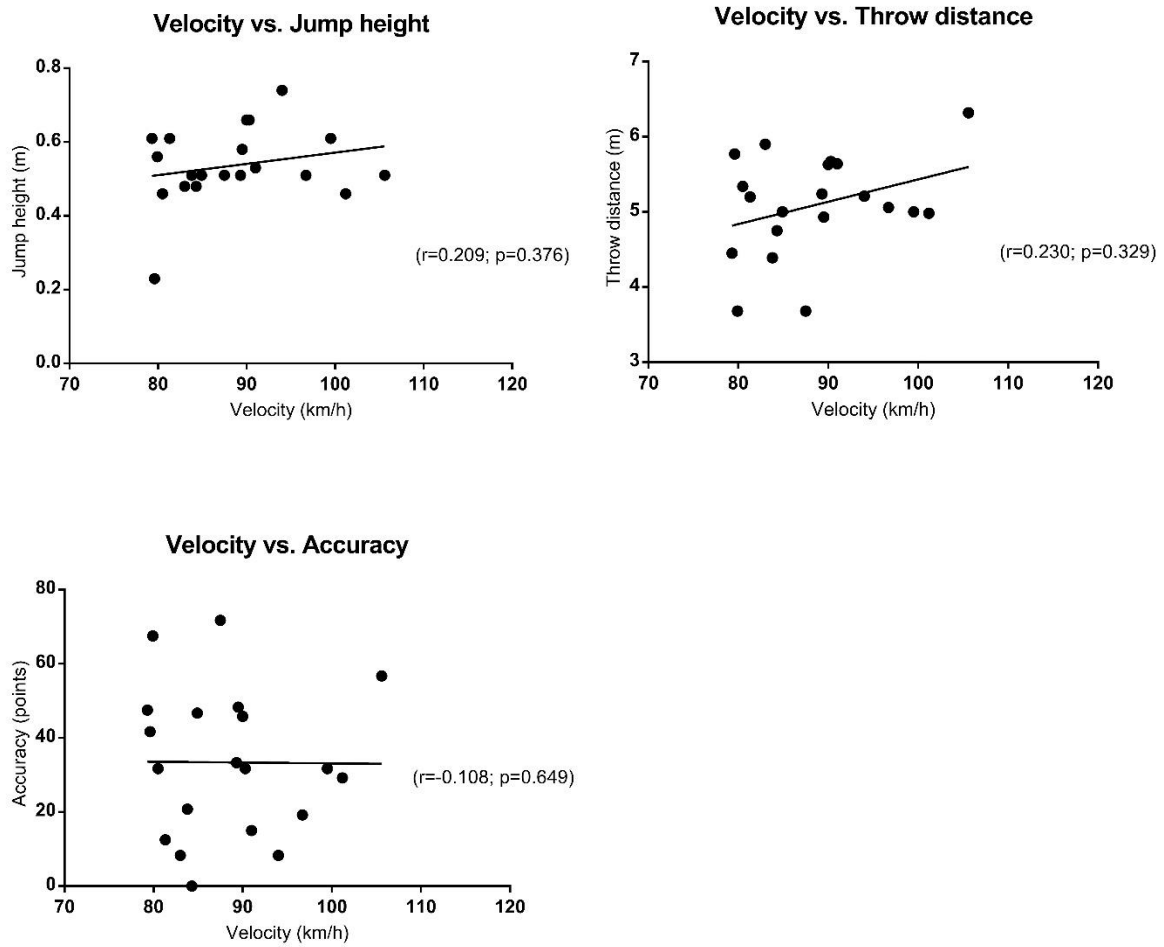 Velocity vs. Jump height
0.8
0.6
0.4
0.2
0.0
Jump height (m)
70 80 90 100 110 120
Velocity (km/h)
(r=0.209; p=0.376)
Velocity vs. Throw distance
7
6
5
4
3
Throw distance (m)
70 80 90 100 110 120
Velocity (km/h)
(r=0.230; p=0.329)
Velocity vs. Accuracy
80
60
40
20
0
Accuracy (points)
70 80 90 100 110 120
Velocity (km/h)
(r=-0.108; p=0.649)